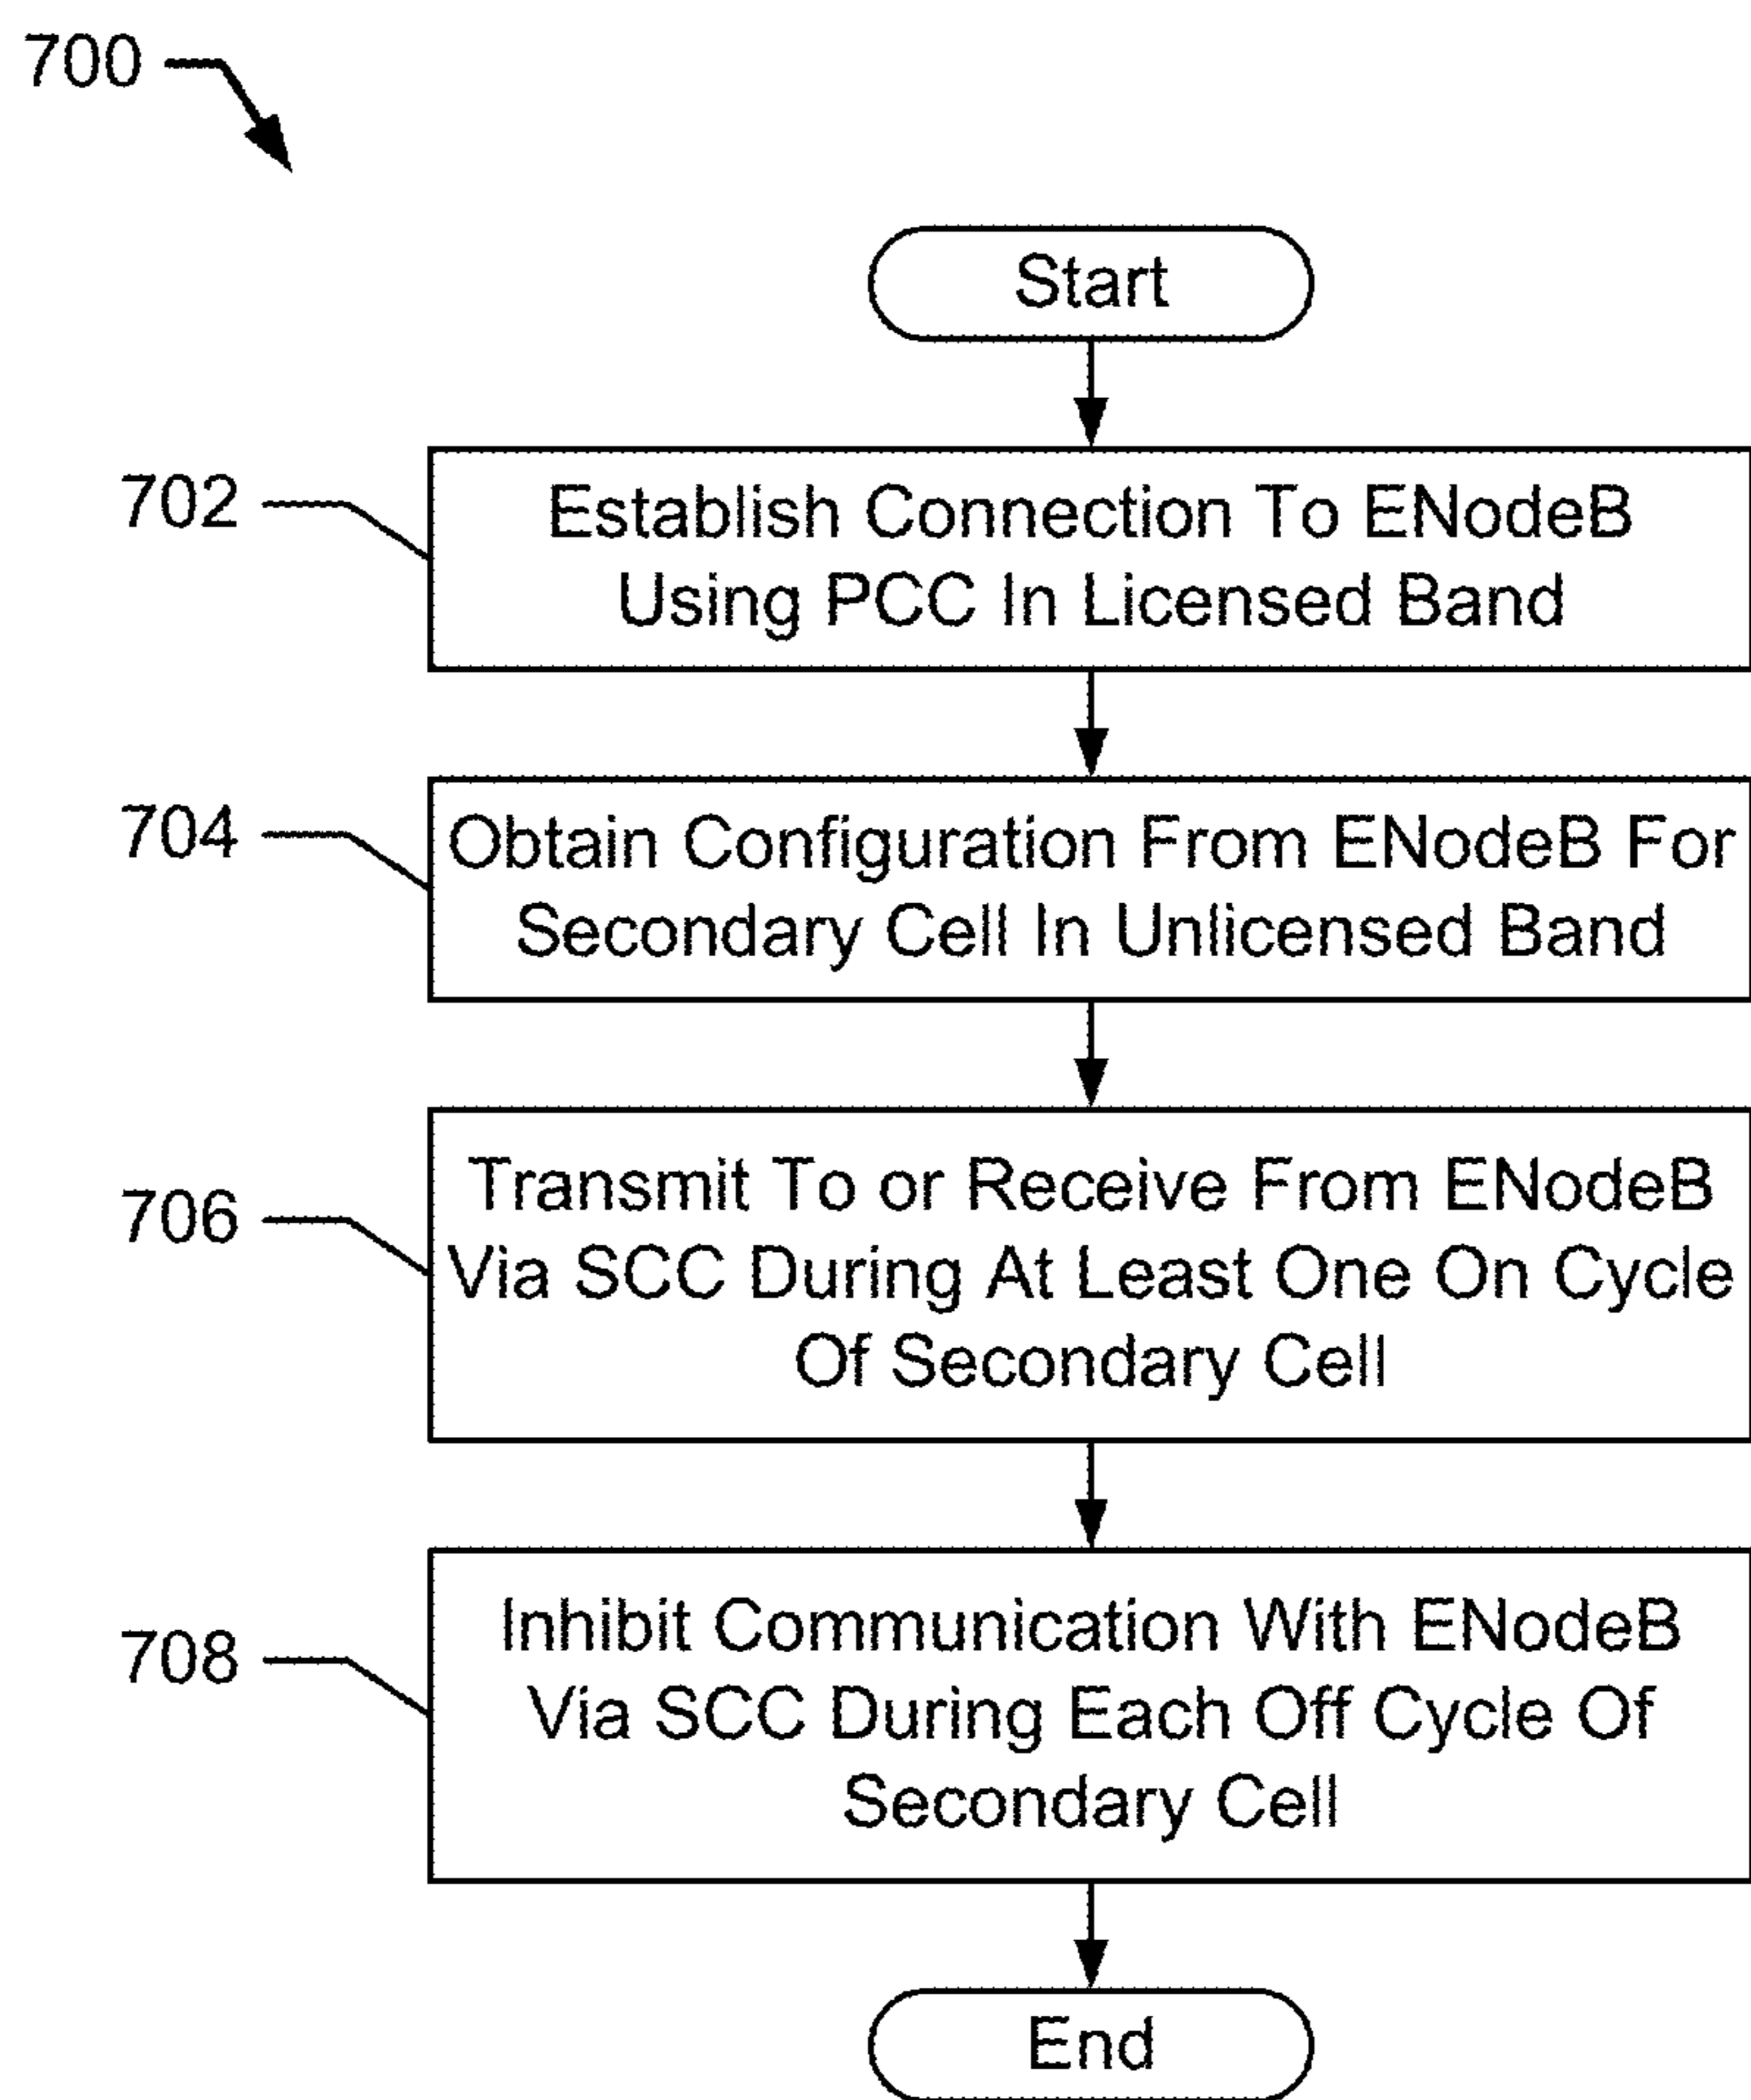 700
Start
702
Establish Connection To ENodeB
Using PCC In Licensed Band
704
Obtain Configuration From ENodeB For
Secondary Cell In Unlicensed Band
706
Transmit To or Receive From ENodeB
Via SCC During At Least One On Cycle
Of Secondary Cell
708
Inhibit Communication With ENodeB
Via SCC During Each Off Cycle Of
Secondary Cell
End